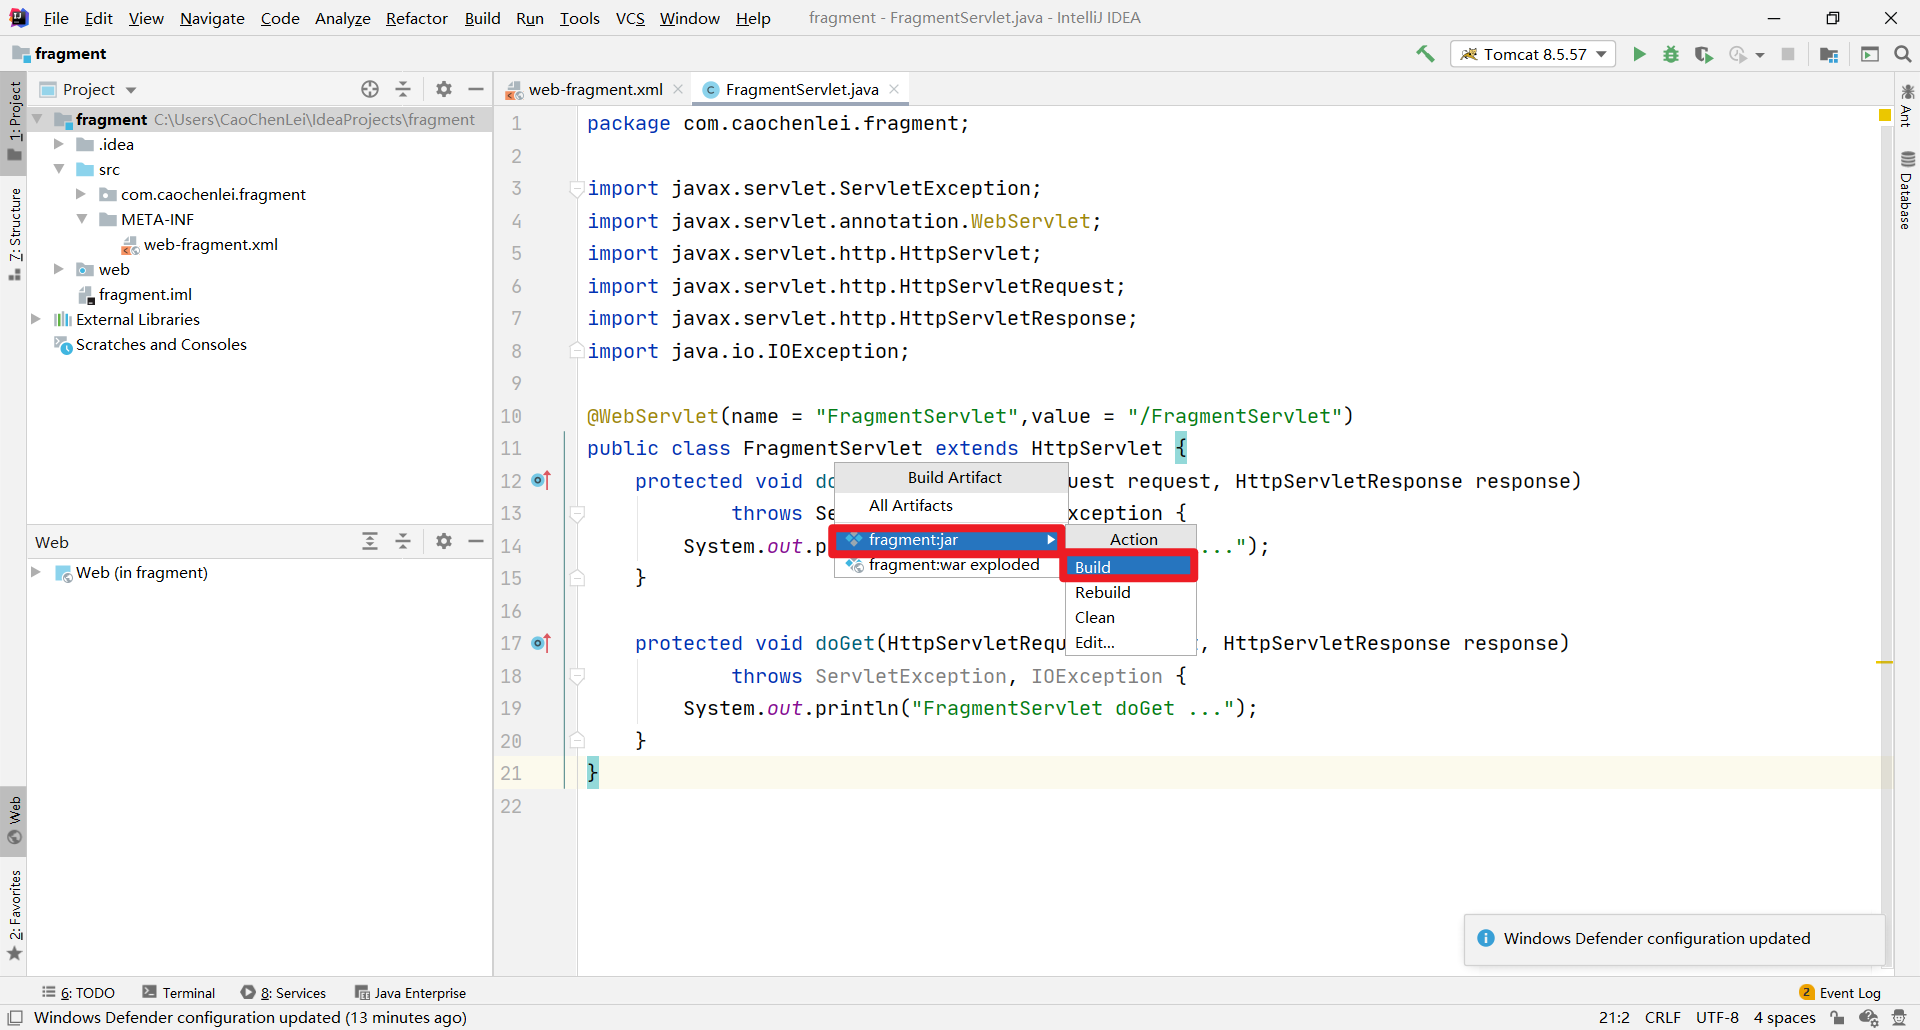 File Edit View Navigate Code Analyze Refactor Build Run Tools VCS Window Help fragment - FragmentServlet.java - IntelliJ IDEA
fragment
Tomcat 8.5.57
1: Project
7: Structure
Web
2: Favorites
Project
fragment C:\Users\CaoChenLei\IdeaProjects\fragment
.idea
src
com.caochenlei.fragment
META-INF
web-fragment.xml
web
fragment.iml
External Libraries
Scratches and Consoles
Web
Web (in fragment)
web-fragment.xml
FragmentServlet.java
1 package com.caochenlei.fragment;
2
3 import javax.servlet.ServletException;
4 import javax.servlet.annotation.WebServlet;
5 import javax.servlet.http.HttpServlet;
6 import javax.servlet.http.HttpServletRequest;
7 import javax.servlet.http.HttpServletResponse;
8 import java.io.IOException;
9
10 @WebServlet(name = "FragmentServlet",value = "/FragmentServlet")
11 public class FragmentServlet extends HttpServlet {
12 protected void do uest request, HttpServletResponse response)
13 throws Se xception {
14 System.out.p ...");
15 }
16
17 protected void doGet(HttpServletRequ , HttpServletResponse response)
18 throws ServletException, IOException {
19 System.out.println("FragmentServlet doGet ...");
20 }
21 }
22
Build Artifact
All Artifacts
fragment:jar
fragment:war exploded
Action
Build
Rebuild
Clean
Edit...
Ant
Database
Windows Defender configuration updated
6: TODO Terminal 8: Services Java Enterprise
2 Event Log
Windows Defender configuration updated (13 minutes ago)
21:2 CRLF UTF-8 4 spaces